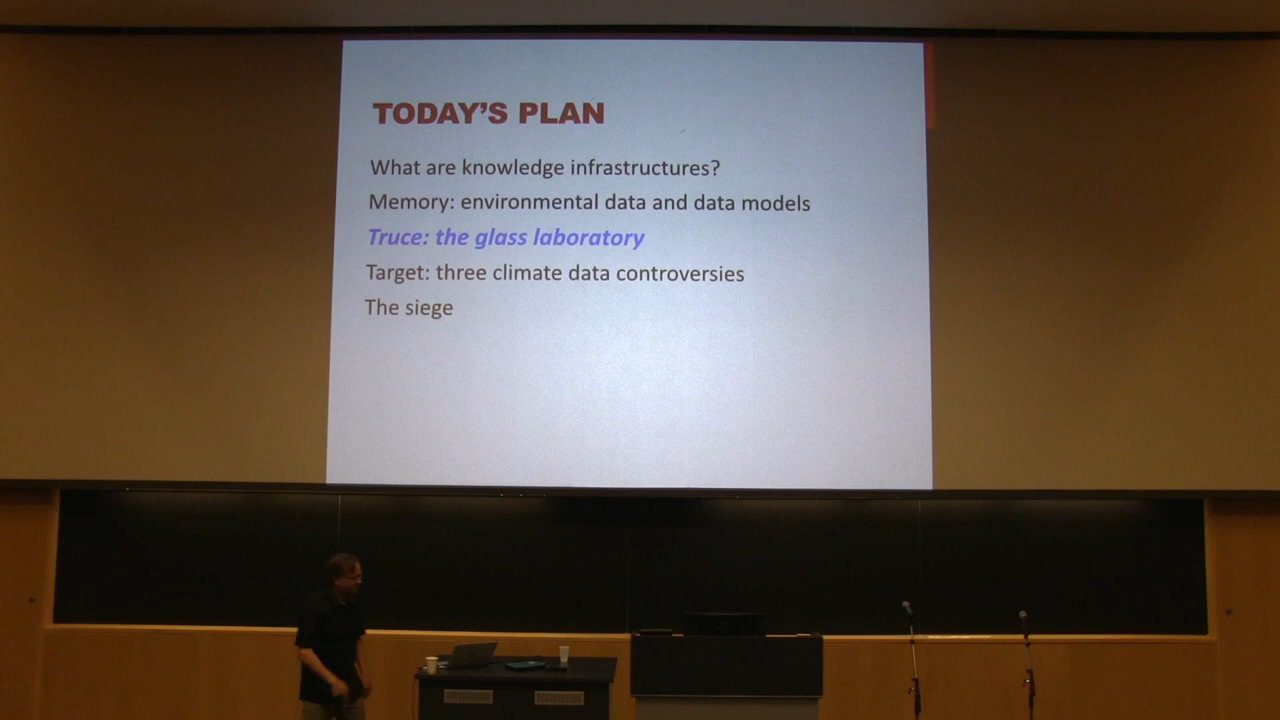 TODAY'S PLAN
What are knowledge infrastructures?
Memory: environmental data and data models
Truce: the glass laboratory
Target: three climate data controversies
The siege